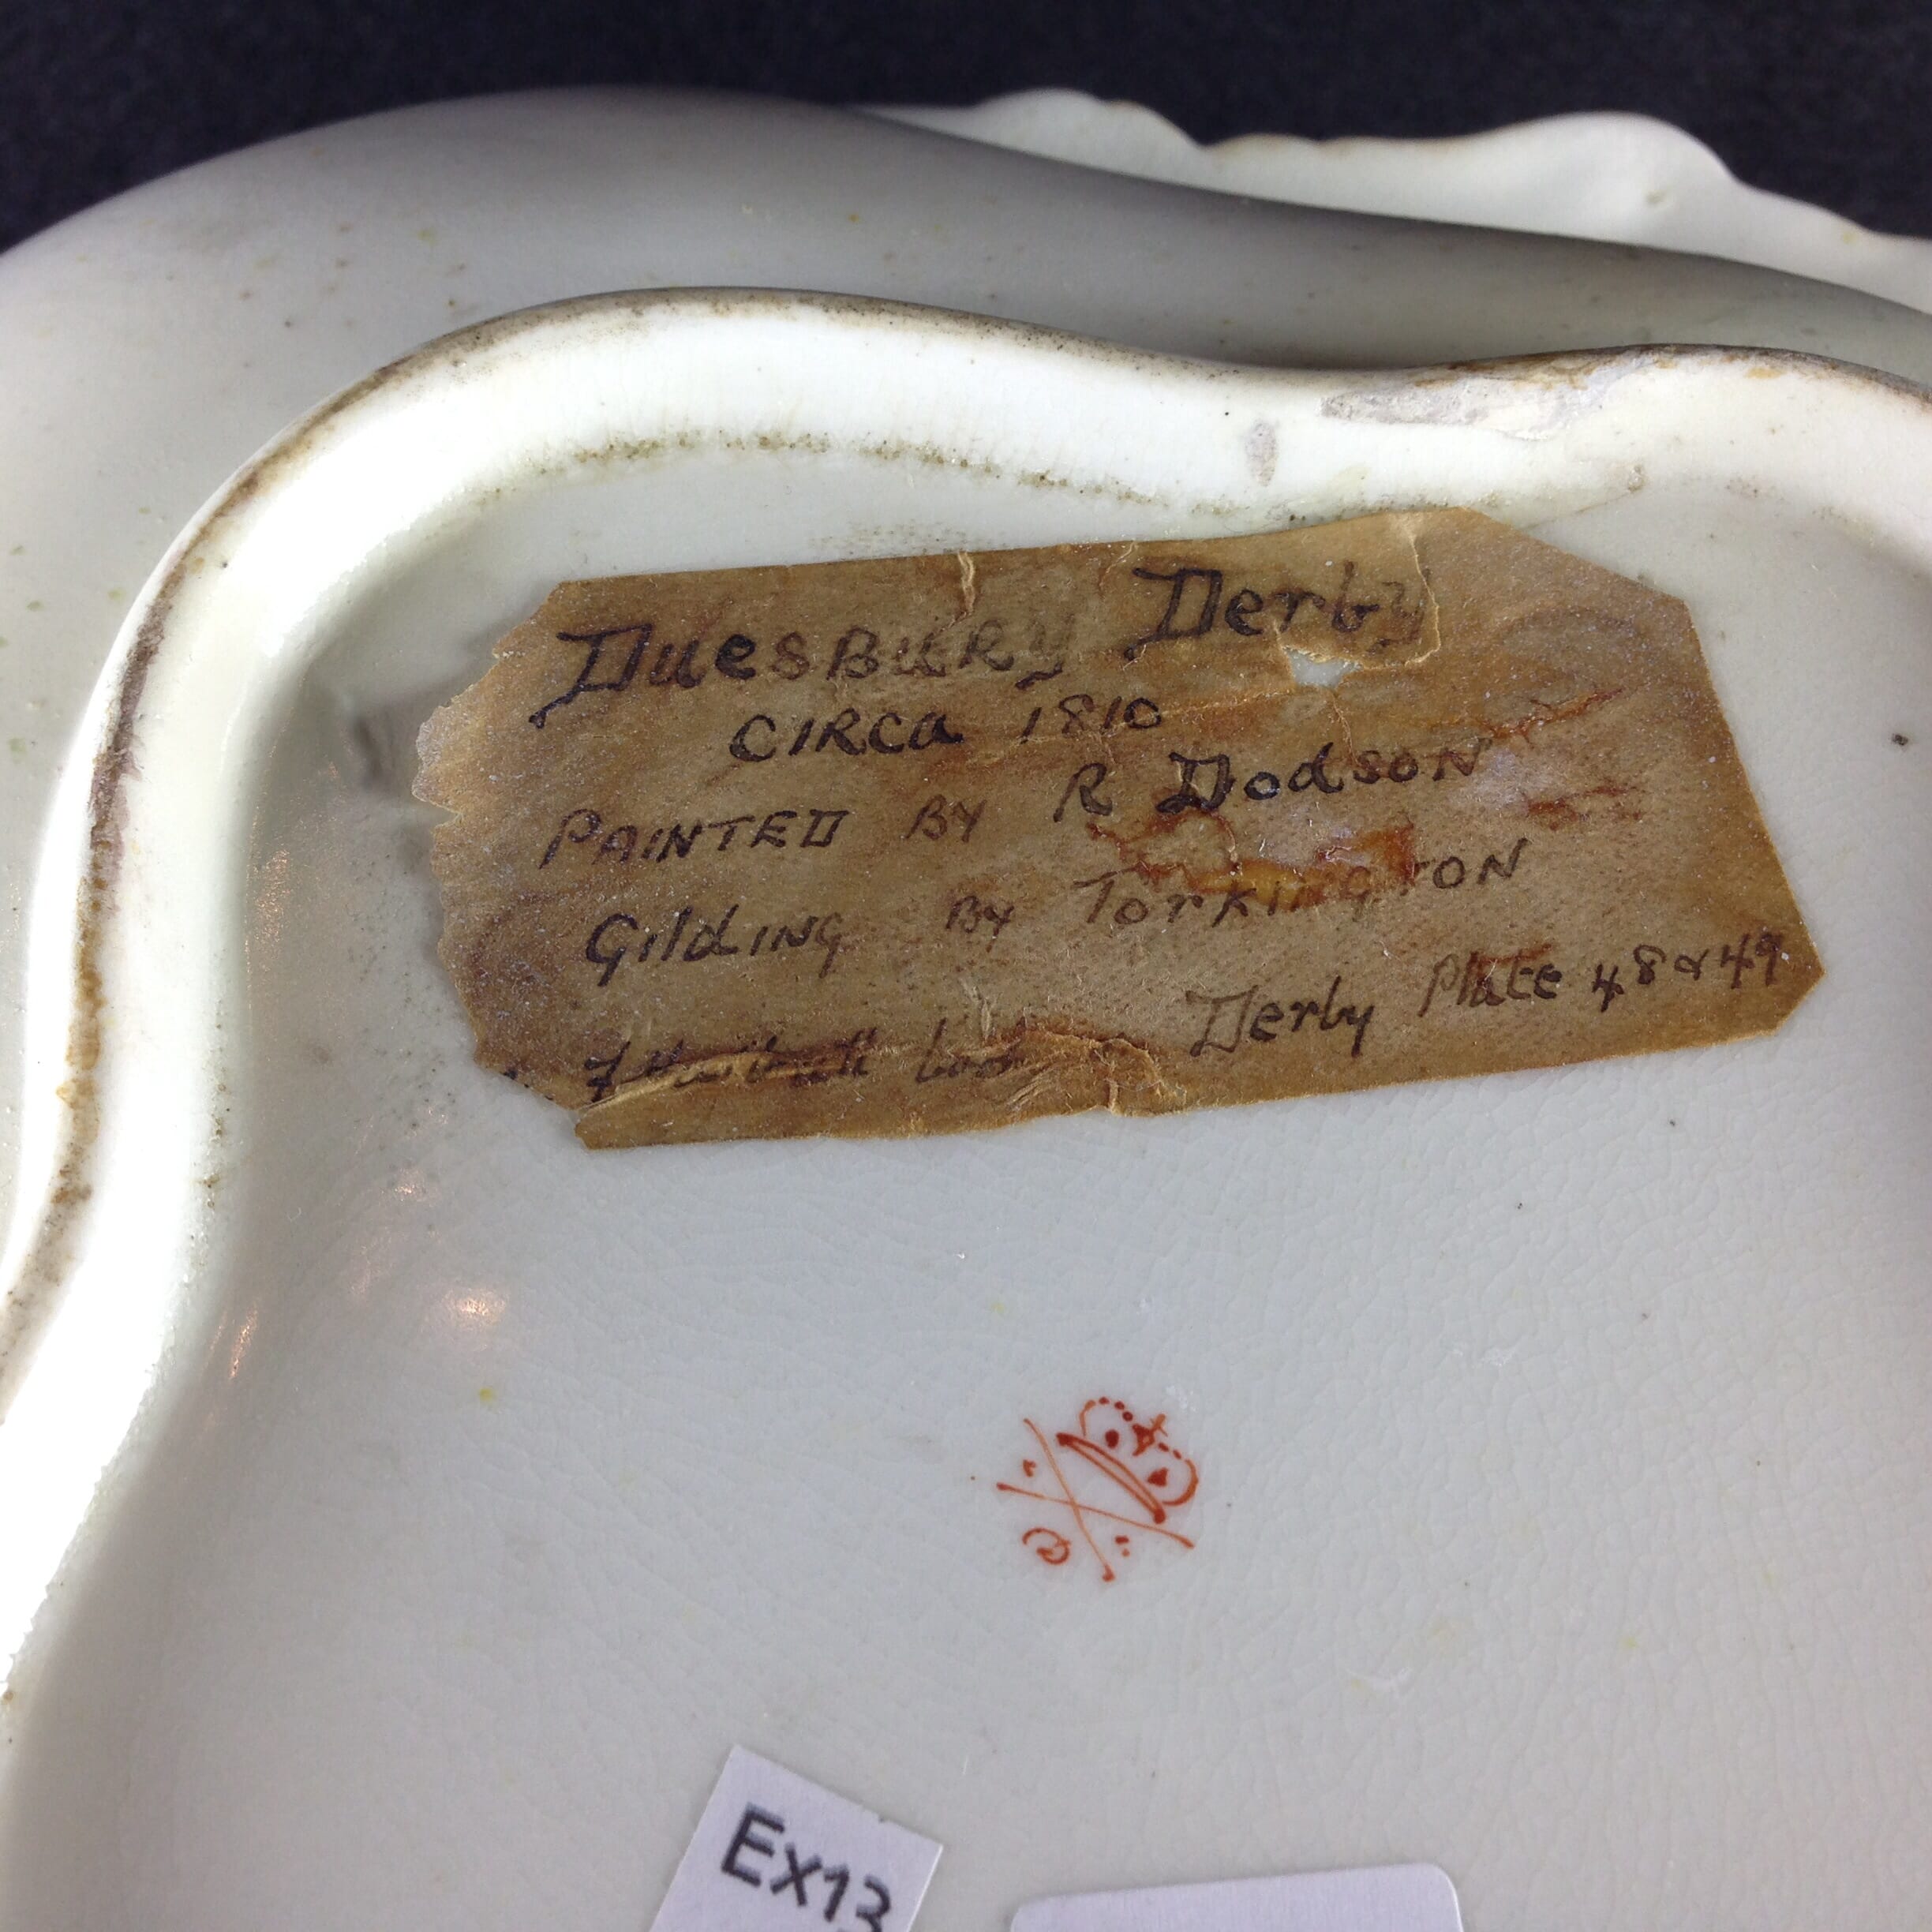 DuesBuRy Derby
CIRCa 1810
PAINTED By R DodsoN
GildINg By TorKINgToN
Derby Plate 48 & 49
Ex13